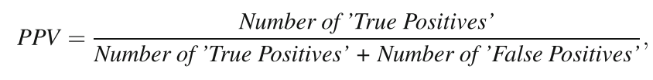 PPV = Number of 'True Positives' / Number of 'True Positives' + Number of 'False Positives',